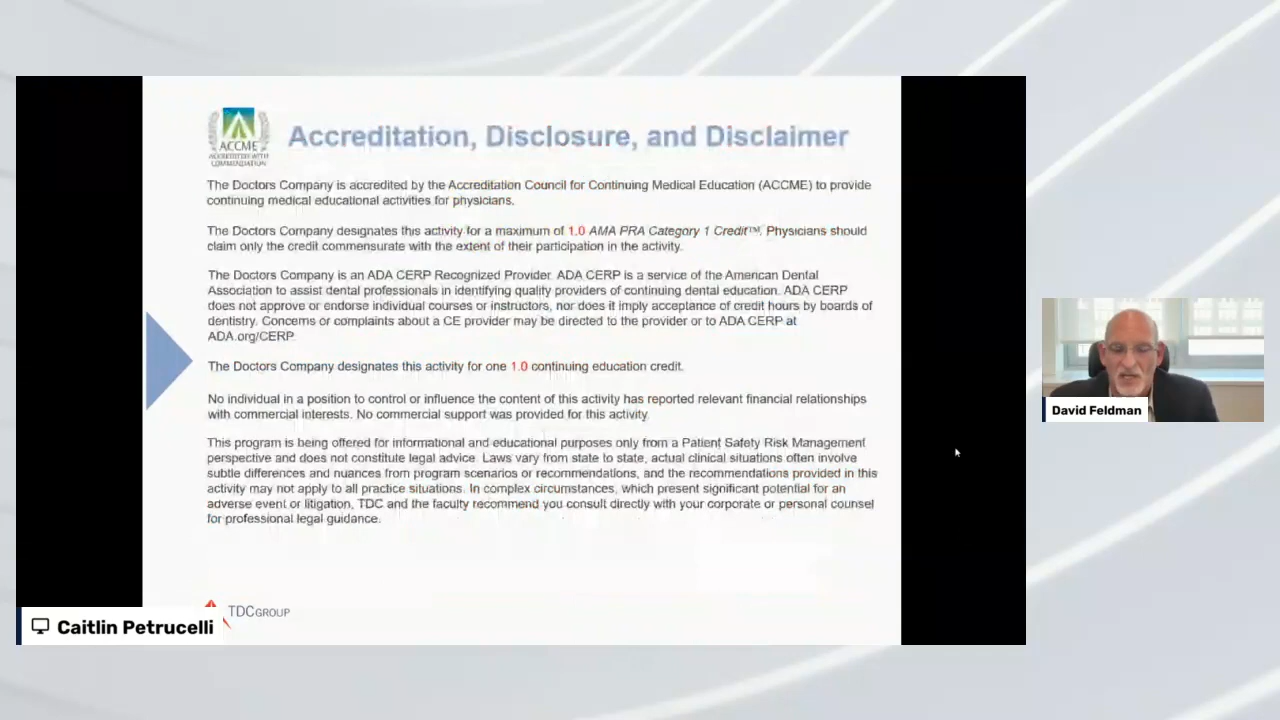 ACCME
ACCREDITED WITH
COMMENDATION
Accreditation, Disclosure, and Disclaimer
The Doctors Company is accredited by the Accreditation Council for Continuing Medical Education (ACCME) to provide
continuing medical educational activities for physicians.
The Doctors Company designates this activity for a maximum of 1.0 AMA PRA Category 1 Credit™. Physicians should
claim only the credit commensurate with the extent of their participation in the activity.
The Doctors Company is an ADA CERP Recognized Provider. ADA CERP is a service of the American Dental
Association to assist dental professionals in identifying quality providers of continuing dental education. ADA CERP
does not approve or endorse individual courses or instructors, nor does it imply acceptance of credit hours by boards of
dentistry. Concerns or complaints about a CE provider may be directed to the provider or to ADA CERP at
ADA.org/CERP.
The Doctors Company designates this activity for one 1.0 continuing education credit.
No individual in a position to control or influence the content of this activity has reported relevant financial relationships
with commercial interests. No commercial support was provided for this activity.
This program is being offered for informational and educational purposes only from a Patient Safety Risk Management
perspective and does not constitute legal advice. Laws vary from state to state, actual clinical situations often involve
subtle differences and nuances from program scenarios or recommendations, and the recommendations provided in this
activity may not apply to all practice situations. In complex circumstances, which present significant potential for an
adverse event or litigation, TDC and the faculty recommend you consult directly with your corporate or personal counsel
for professional legal guidance.
TDCGROUP
Caitlin Petrucelli
David Feldman